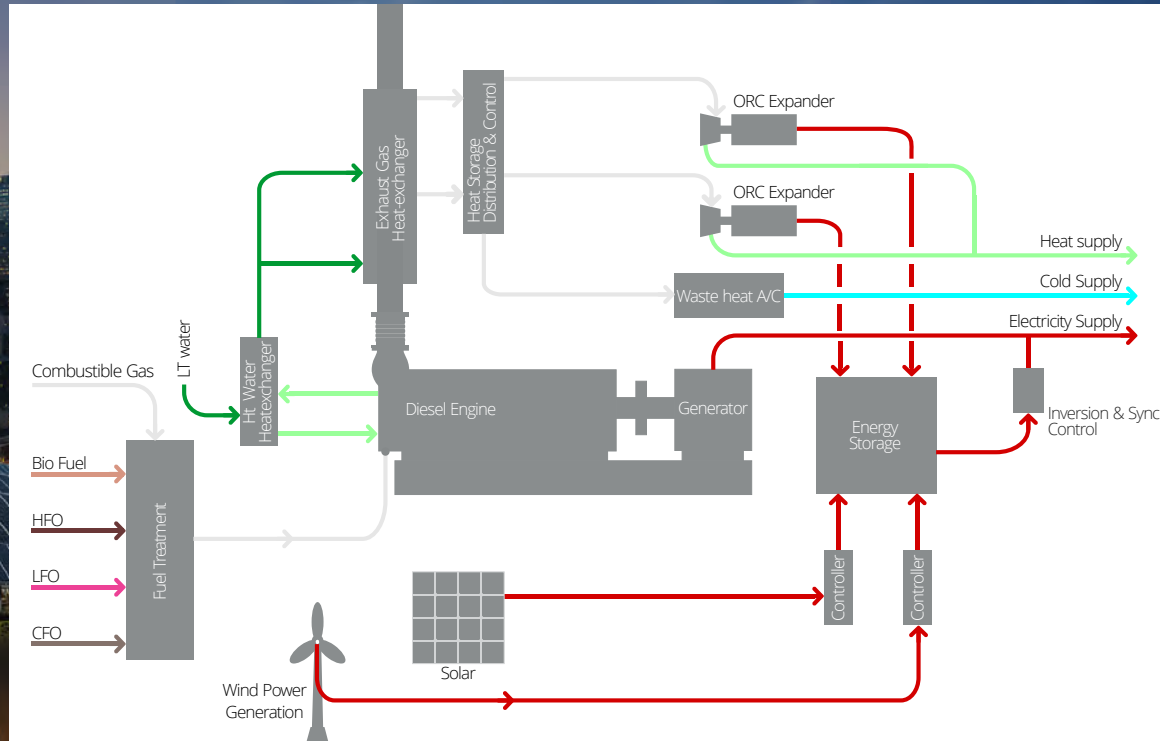 ORC Expander
Exhaust Gas
Heat-exchanger
Heat Storage
Distribution & Control
ORC Expander
Heat supply
Cold Supply
Waste heat A/C
Electricity Supply
LT water
Ht Water
Heatexchanger
Combustible Gas
Diesel Engine
Generator
Inversion & Sync
Control
Energy
Storage
Bio Fuel
HFO
LFO
CFO
Fuel Treatment
Controller
Controller
Solar
Wind Power
Generation